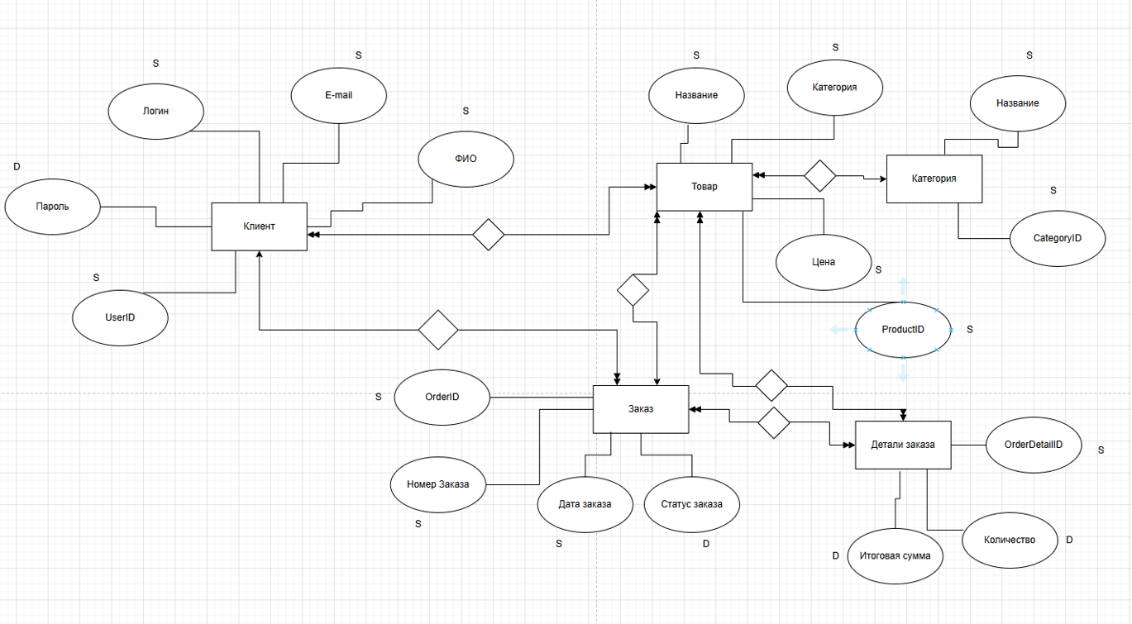 S
S
S
S
S
S
D
Логин
E-mail
ФИО
Пароль
Клиент
S
UserID
Название
Категория
Название
Товар
Категория
S
CategoryID
Цена
S
ProductID
S
S
OrderID
Заказ
Номер Заказа
S
Дата заказа
S
Статус заказа
D
Детали заказа
OrderDetailID
S
D
Итоговая сумма
Количество
D